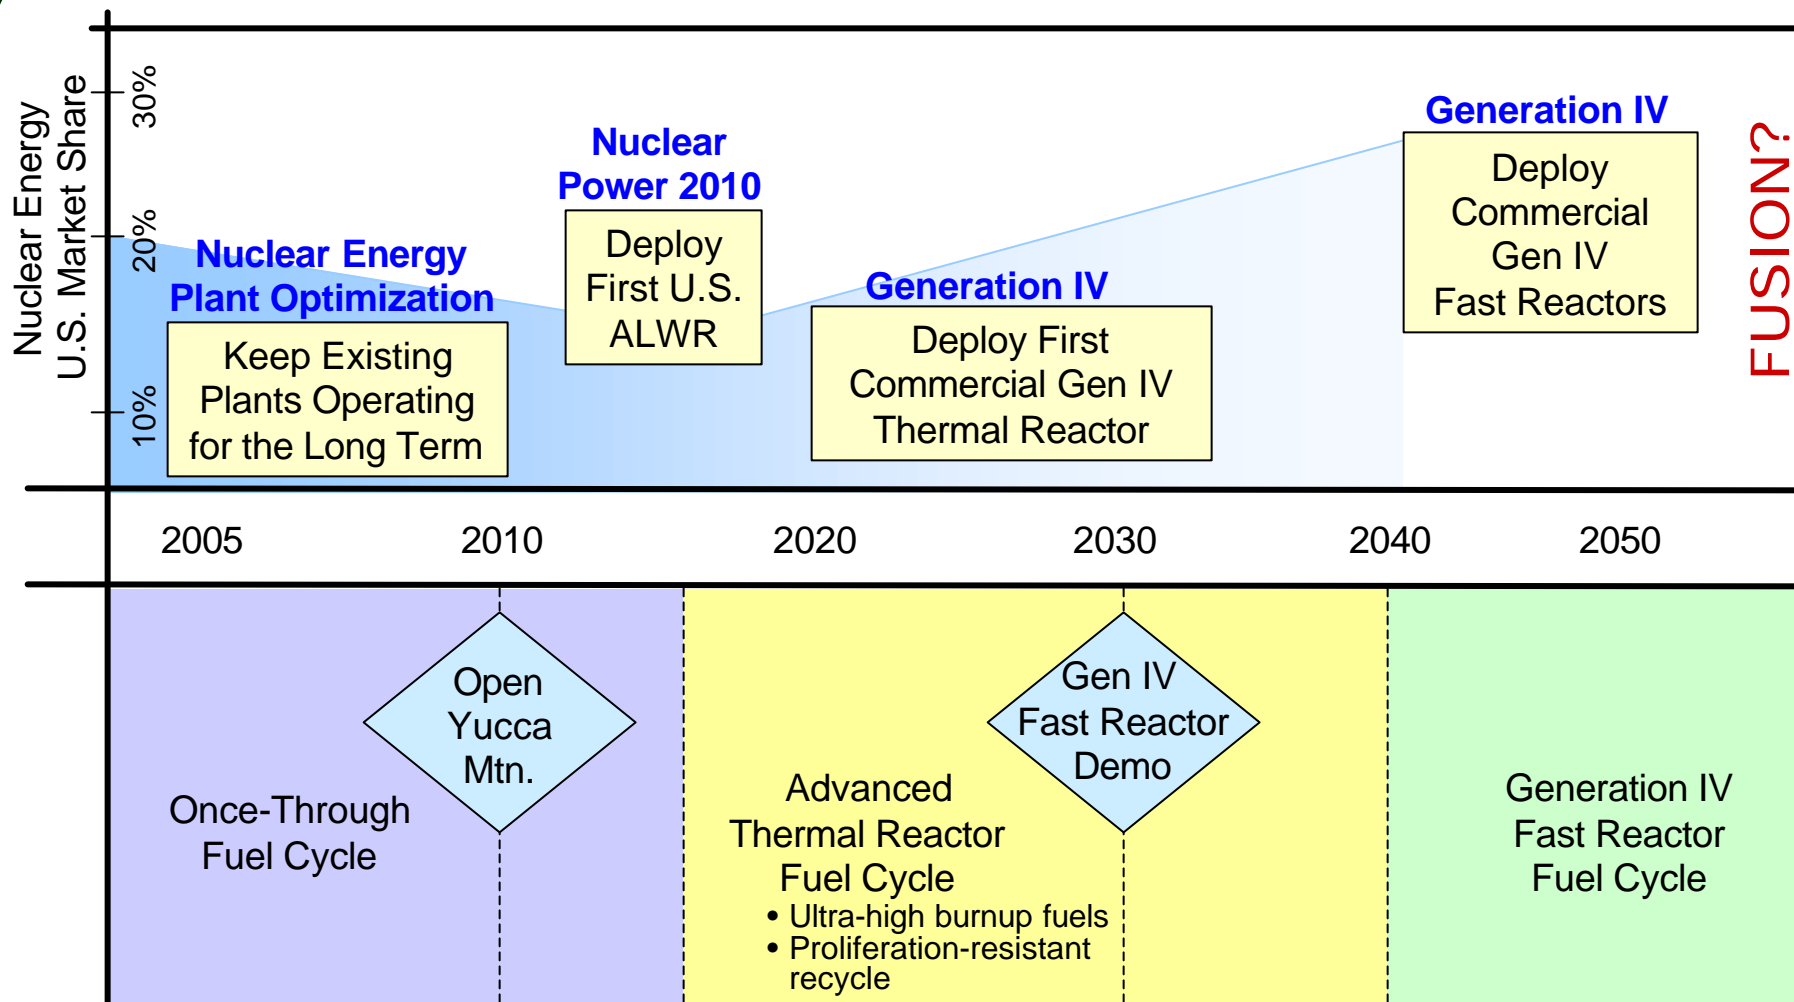 Nuclear Energy
U.S. Market Share
30%
20%
10%
Nuclear Energy
Plant Optimization
Keep Existing
Plants Operating
for the Long Term
Nuclear
Power 2010
Deploy
First U.S.
ALWR
Generation IV
Deploy First
Commercial Gen IV
Thermal Reactor
Generation IV
Deploy
Commercial
Gen IV
Fast Reactors
FUSION?
2005 2010 2020 2030 2040 2050
Once-Through
Fuel Cycle
Open
Yucca
Mtn.
Advanced
Thermal Reactor
Fuel Cycle
• Ultra-high burnup fuels
• Proliferation-resistant
recycle
Gen IV
Fast Reactor
Demo
Generation IV
Fast Reactor
Fuel Cycle